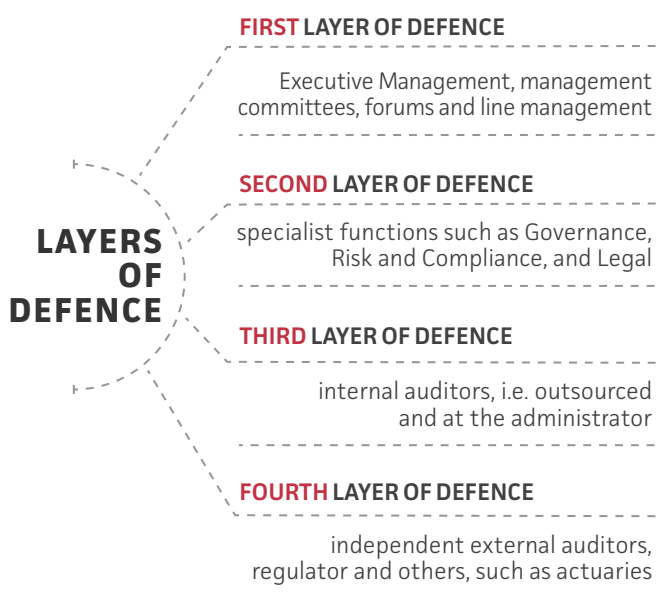 FIRST LAYER OF DEFENCE
Executive Management, management
committees, forums and line management
SECOND LAYER OF DEFENCE
LAYERS
OF
DEFENCE
specialist functions such as Governance,
Risk and Compliance, and Legal
THIRD LAYER OF DEFENCE
internal auditors, i.e. outsourced
and at the administrator
FOURTH LAYER OF DEFENCE
independent external auditors,
regulator and others, such as actuaries